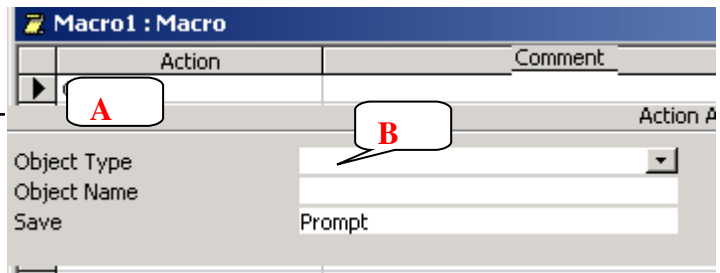 Macro1 : Macro
Action Comment
A
B
Action A
Object Type
Object Name
Save Prompt